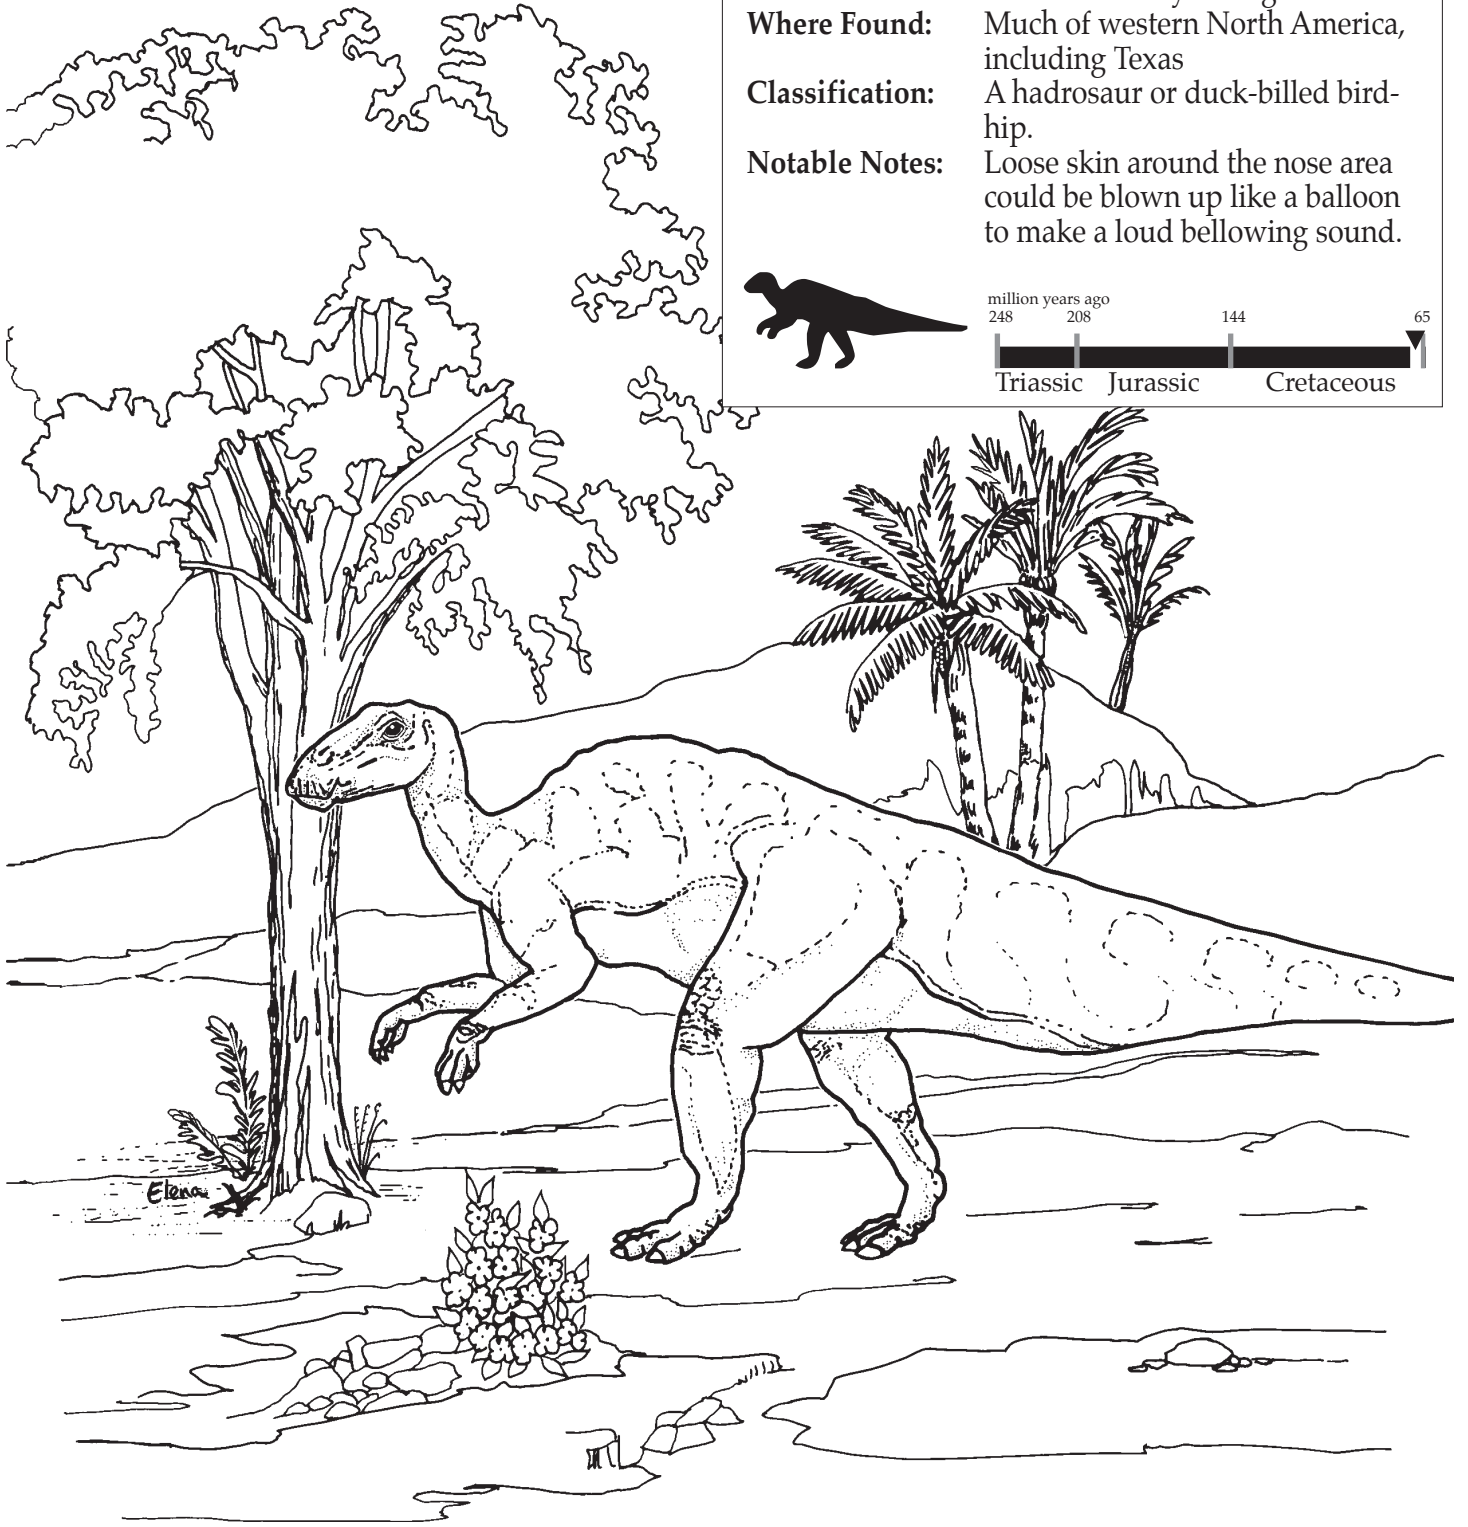 Where Found: Much of western North America,
including Texas
Classification: A hadrosaur or duck-billed bird-
hip.
Notable Notes: Loose skin around the nose area
could be blown up like a balloon
to make a loud bellowing sound.
million years ago
248 208 144 65
Triassic Jurassic Cretaceous
Elena